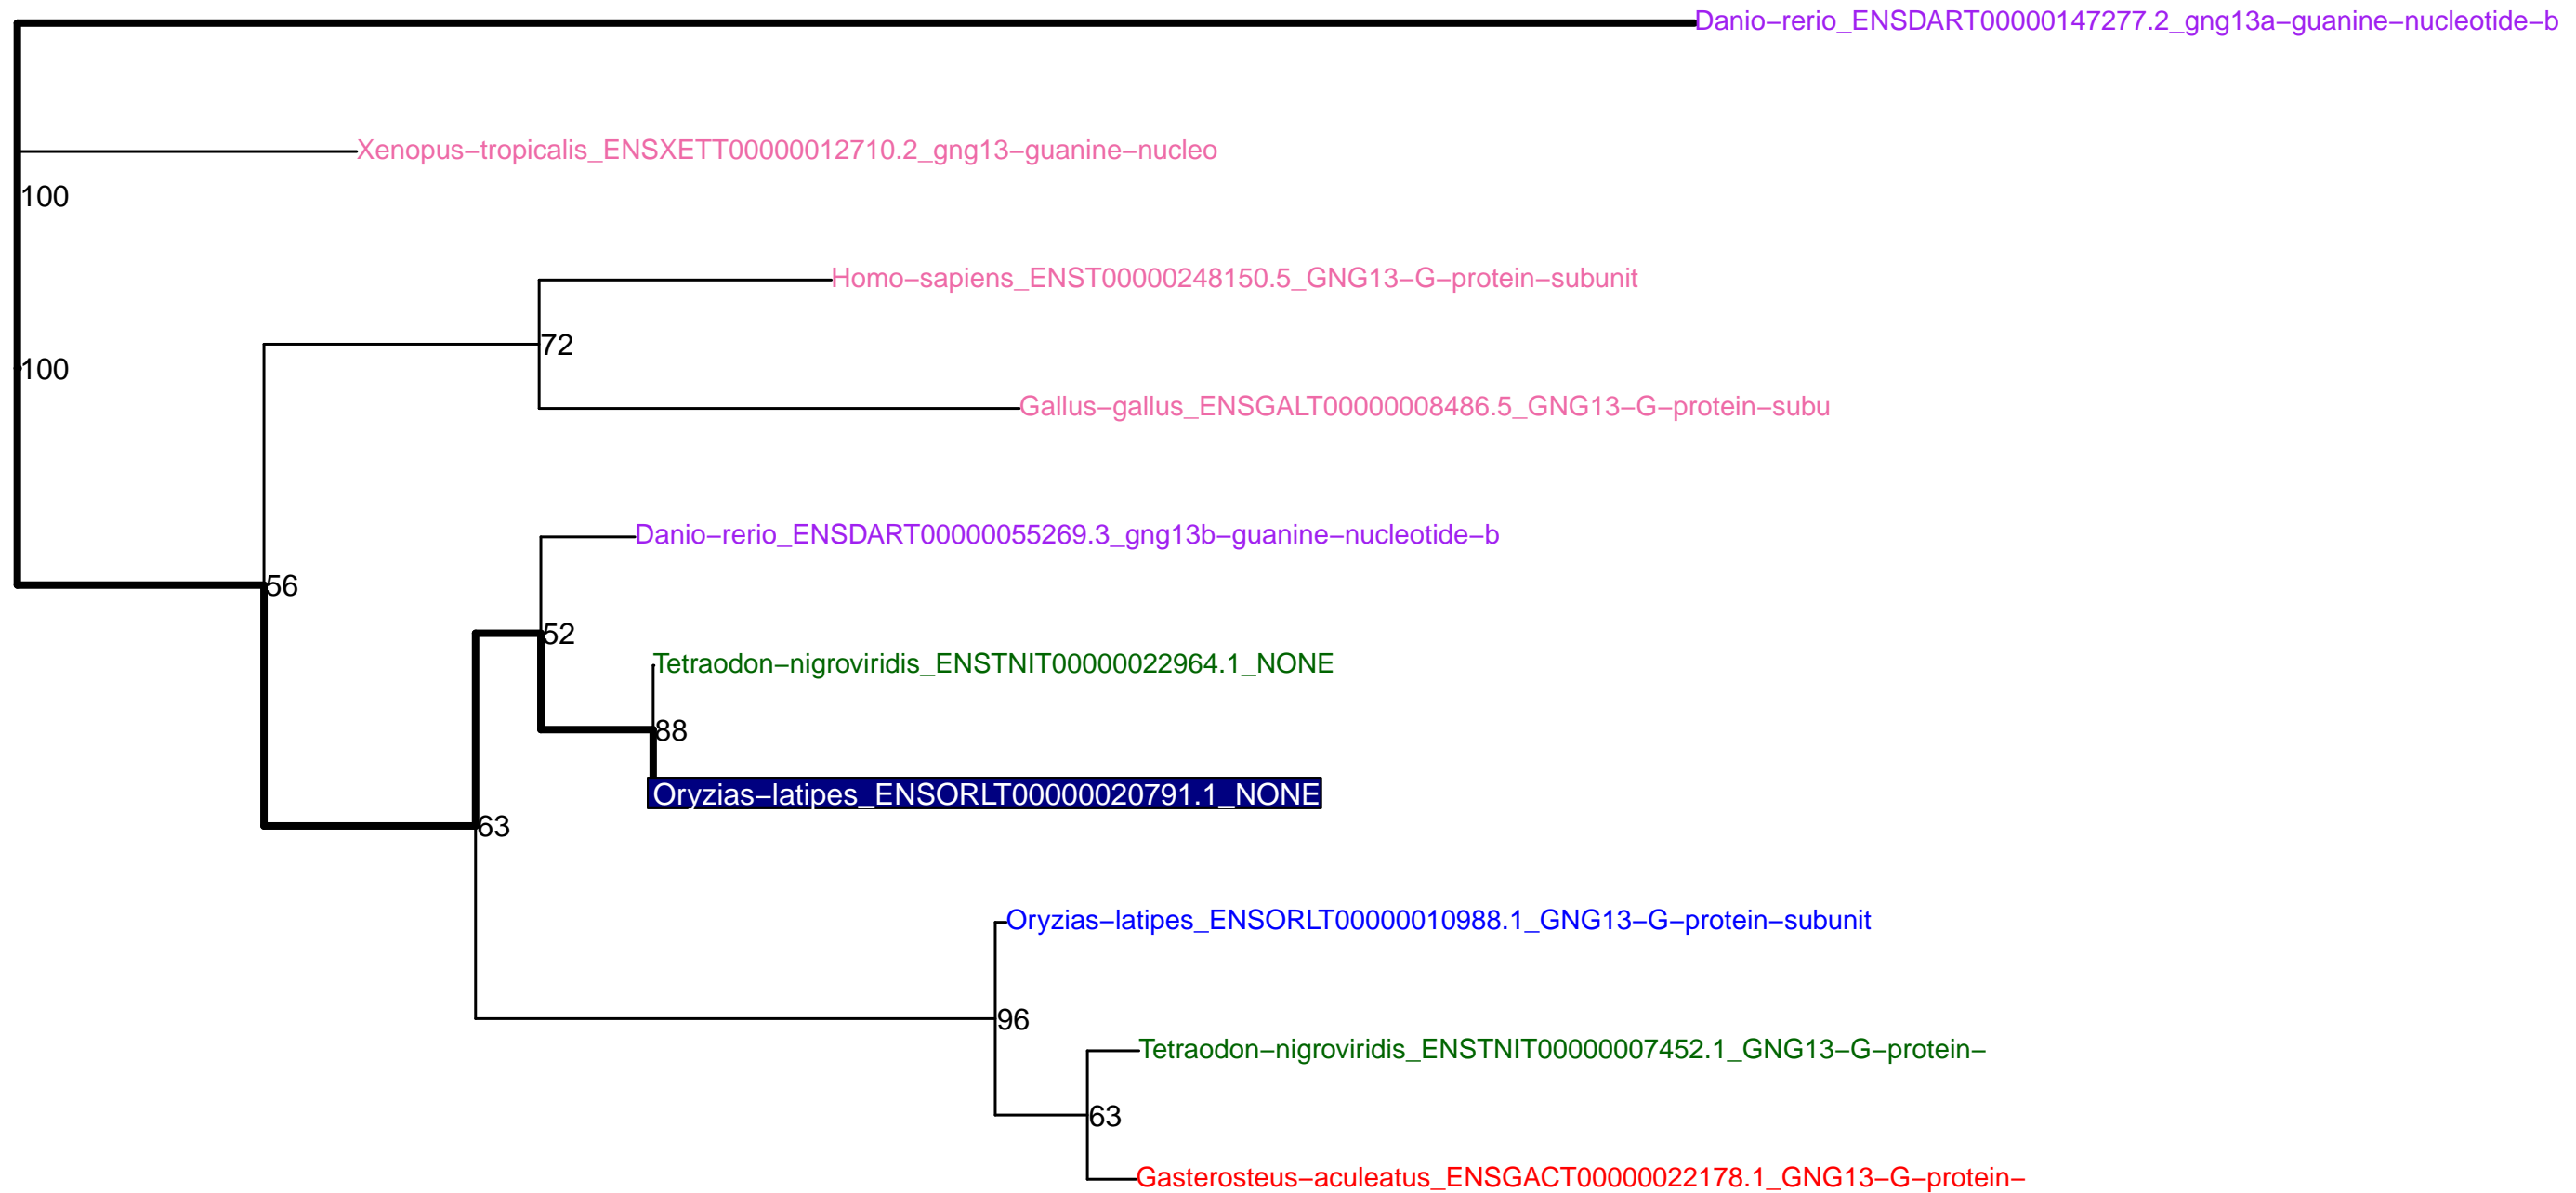 Danio−rerio_ENSDART00000147277.2_gng13a−guanine−nucleotide−b
Xenopus−tropicalis_ENSXETT00000012710.2_gng13−guanine−nucleo
100
Homo−sapiens_ENST00000248150.5_GNG13−G−protein−subunit
72
100
Gallus−gallus_ENSGALT00000008486.5_GNG13−G−protein−subu
Danio−rerio_ENSDART00000055269.3_gng13b−guanine−nucleotide−b
56
52
Tetraodon−nigroviridis_ENSTNIT00000022964.1_NONE
88
Oryzias−latipes_ENSORLT00000020791.1_NONE
63
Oryzias−latipes_ENSORLT00000010988.1_GNG13−G−protein−subunit
96
Tetraodon−nigroviridis_ENSTNIT00000007452.1_GNG13−G−protein−
63
Gasterosteus−aculeatus_ENSGACT00000022178.1_GNG13−G−protein−